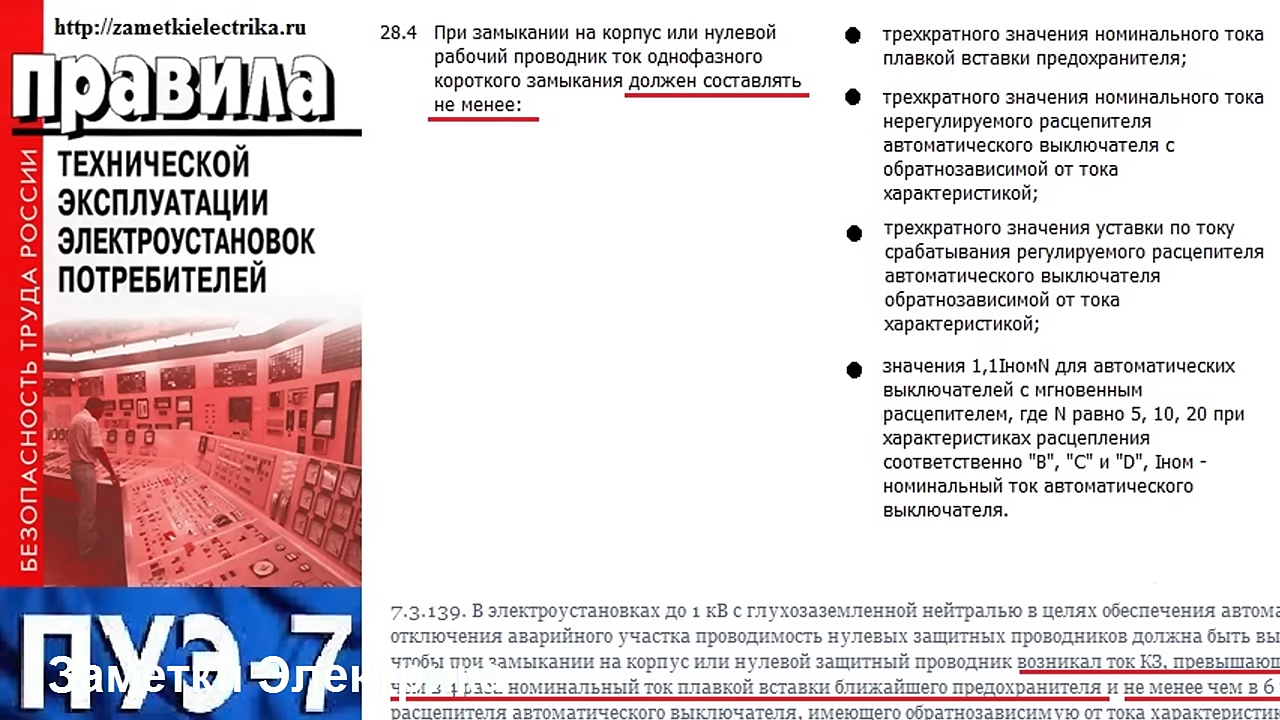 http://zametkielectrika.ru
правила
ТЕХНИЧЕСКОЙ
ЭКСПЛУАТАЦИИ
ЭЛЕКТРОУСТАНОВОК
ПОТРЕБИТЕЛЕЙ
БЕЗОПАСНОСТЬ ТРУДА РОССИИ
ПУЭ-7
28.4 При замыкании на корпус или нулевой
рабочий проводник ток однофазного
короткого замыкания должен составлять
не менее:
трехкратного значения номинального тока
плавкой вставки предохранителя;
трехкратного значения номинального тока
нерегулируемого расцепителя
автоматического выключателя с
обратнозависимой от тока
характеристикой;
трехкратного значения уставки по току
срабатывания регулируемого расцепителя
автоматического выключателя
обратнозависимой от тока
характеристикой;
значения 1,1IномN для автоматических
выключателей с мгновенным
расцепителем, где N равно 5, 10, 20 при
характеристиках расцепления
соответственно "B", "C" и "D", Iном -
номинальный ток автоматического
выключателя.
7.3.139. В электроустановках до 1 кВ с глухозаземленной нейтралью в целях обеспечения автома
отключения аварийного участка проводимость нулевых защитных проводников должна быть вы
чтобы при замыкании на корпус или нулевой защитный проводник возникал ток КЗ, превышающ
чем в 4 раза номинальный ток плавкой вставки ближайшего предохранителя и не менее чем в 6
расцепителя автоматического выключателя, имеющего обратнозависимую от тока характеристи
Заметки